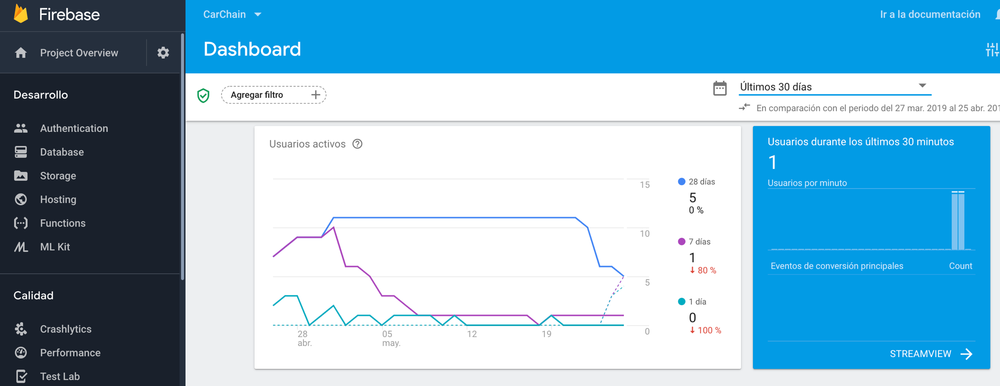 Firebase
Project Overview
Desarrollo
Authentication
Database
Storage
Hosting
Functions
ML Kit
Calidad
Crashlytics
Performance
Test Lab
CarChain
Ir a la documentación
Dashboard
Agregar filtro
Últimos 30 días
En comparación con el periodo del 27 mar. 2019 al 25 abr. 201
Usuarios activos
15
10
5
0
28 abr.
05 may.
12
19
28 días
5
0 %
7 días
1
80 %
1 día
0
100 %
Usuarios durante los últimos 30 minutos
1
Usuarios por minuto
Eventos de conversión principales Count
STREAMVIEW